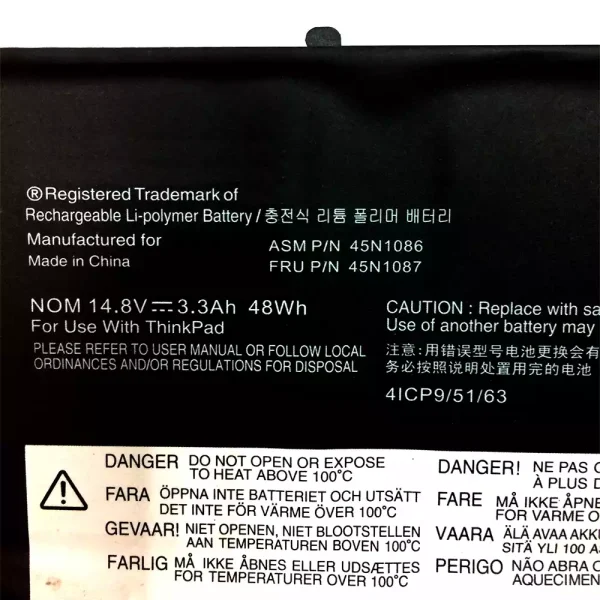 ®Registered Trademark of
Rechargeable Li-polymer Battery / 충전식 리튬 폴리머 배터리
Manufactured for
Made in China
ASM P/N 45N1086
FRU P/N 45N1087
NOM 14.8V⎓3.3Ah 48Wh
For Use With ThinkPad
PLEASE REFER TO USER MANUAL OR FOLLOW LOCAL
ORDINANCES AND/OR REGULATIONS FOR DISPOSAL
CAUTION : Replace with sa
Use of another battery may
注意:用错误型号电池更换会有
务必按照说明处置用完的电池
4ICP9/51/63
DANGER DO NOT OPEN OR EXPOSE
TO HEAT ABOVE 100°C
FARA ÖPPNA INTE BATTERIET OCH UTSÄTT
DET INTE FÖR VÄRME ÖVER 100°C
GEVAAR! NIET OPENEN, NIET BLOOTSTELLEN
AAN TEMPERATUREN BOVEN 100°C
FARLIG MÅ IKKE ÅBNES ELLER UDSÆTTES
FOR TEMPERATURER OVER 100°C
DANGER! NE PAS O
À PLUS D
FARE MÅ IKKE ÅPNE
FOR VARME O
VAARA ÄLÄ AVAA AKKU
SITÄ YLI 100 A
PERIGO NÃO ABRA O
AQUECIMEN